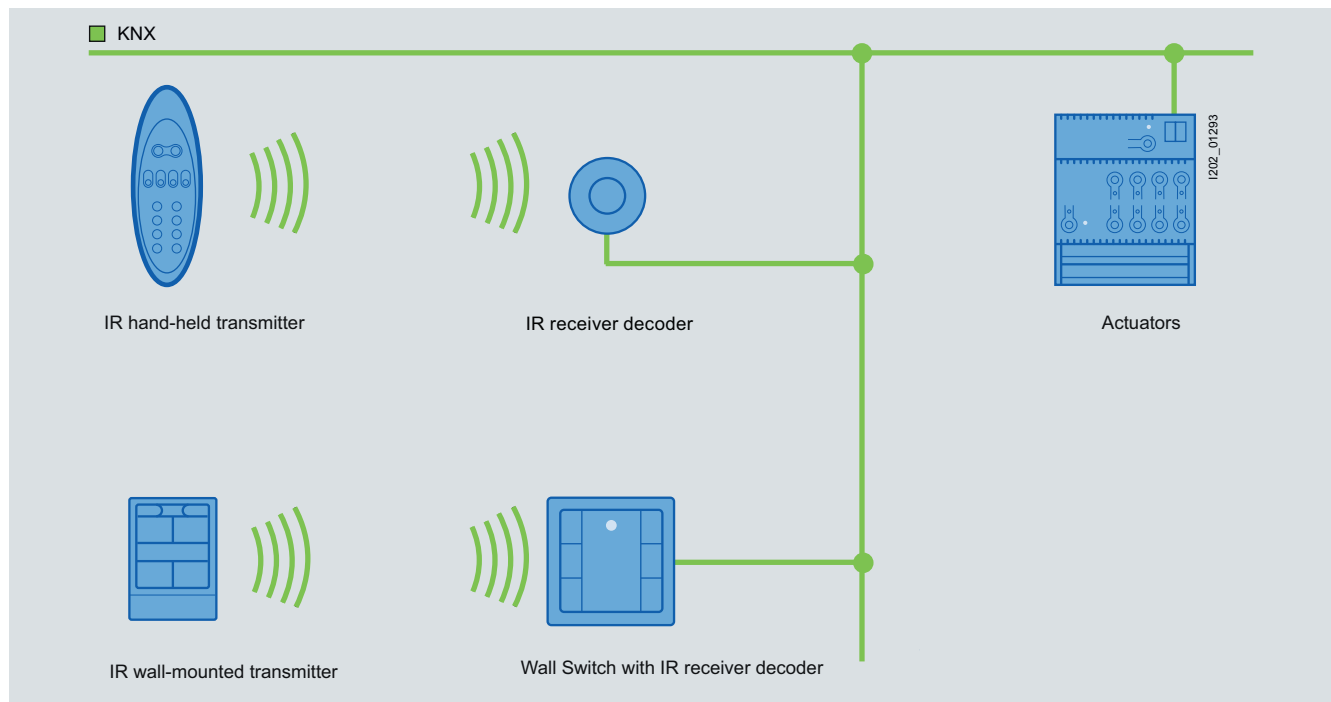 KNX
I202_01293
IR hand-held transmitter
IR receiver decoder
Actuators
IR wall-mounted transmitter
Wall Switch with IR receiver decoder